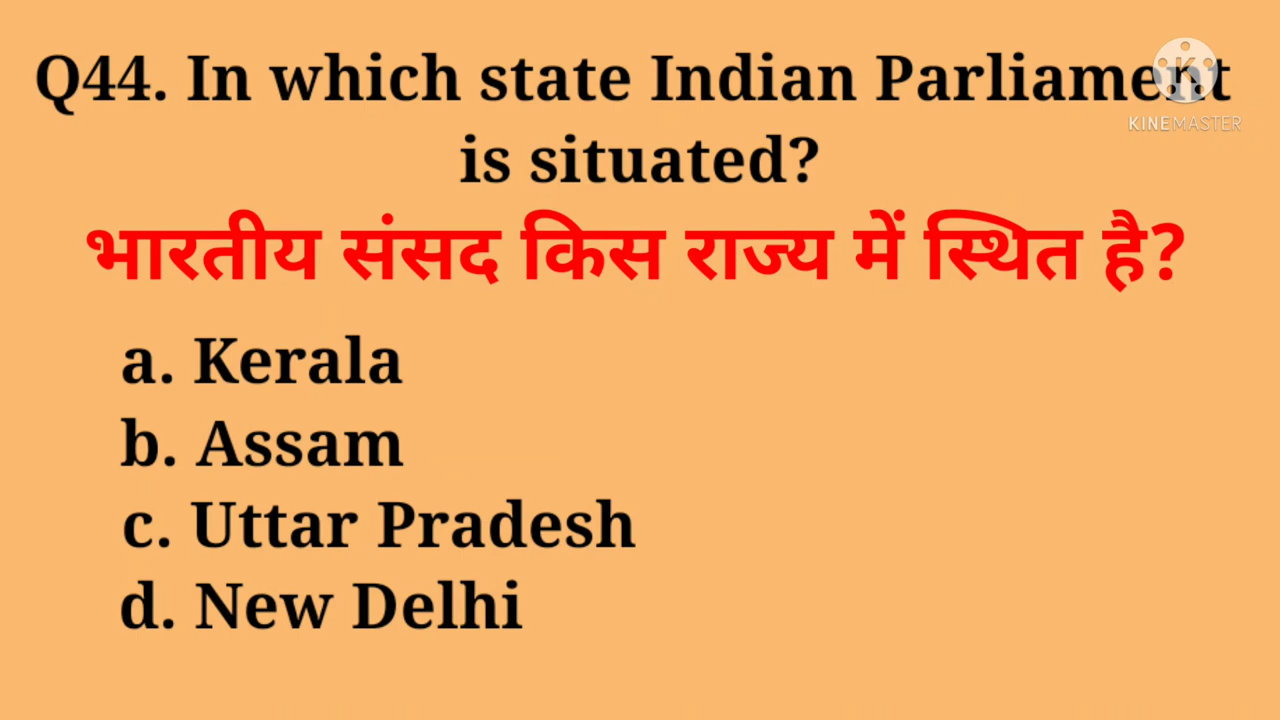 Q44. In which state Indian Parliament
is situated?
भारतीय संसद किस राज्य में स्थित है?
a. Kerala
b. Assam
c. Uttar Pradesh
d. New Delhi
K
KINEMASTER